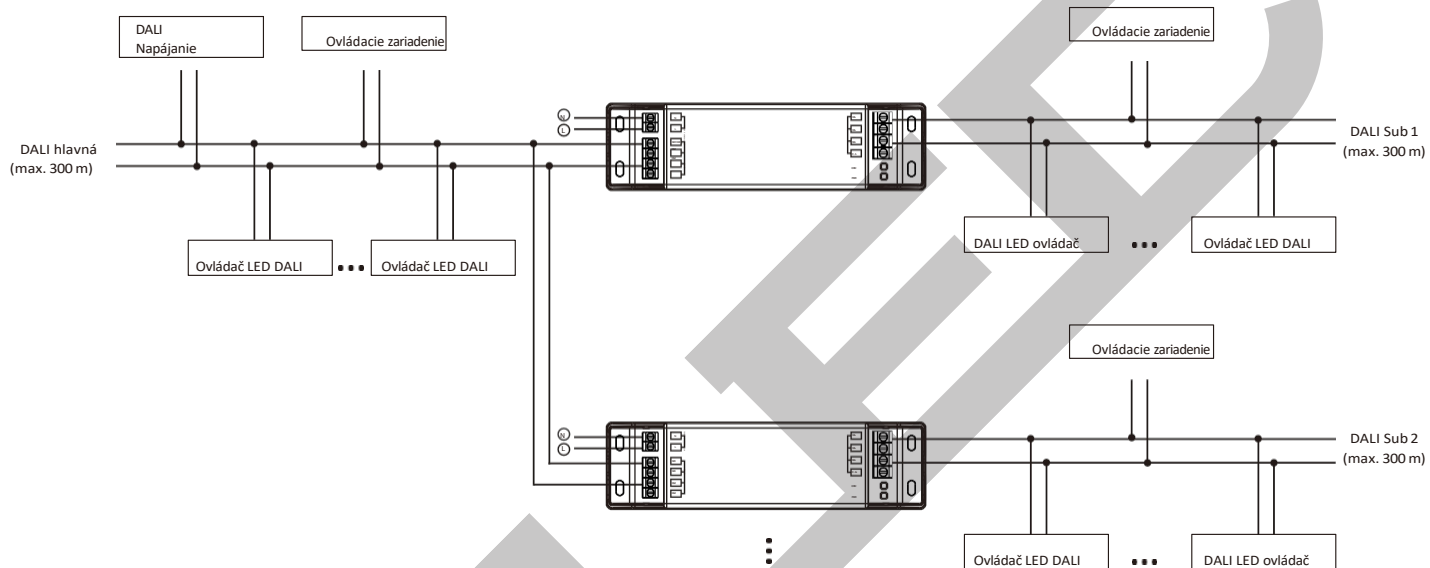 DALI
Napájanie
Ovládacie zariadenie
Ovládacie zariadenie
N
L
DALI hlavná
(max. 300 m)
DALI Sub 1
(max. 300 m)
Ovládač LED DALI
Ovládač LED DALI
DALI LED ovládač
Ovládač LED DALI
Ovládacie zariadenie
N
L
DALI Sub 2
(max. 300 m)
Ovládač LED DALI
DALI LED ovládač